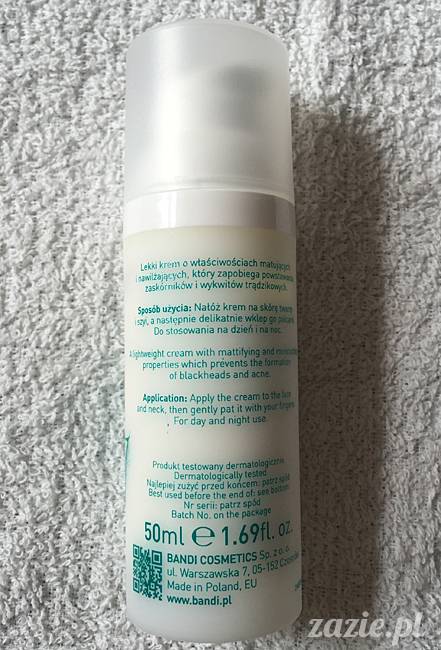 Lekki krem o właściwościach matujących
i nawilżających, który zapobiega powstawaniu
zaskórników i wykwitów trądzikowych.
Sposób użycia: Nałóż krem na skórę twarzy
i szyi, a następnie delikatnie wklep go palcami.
Do stosowania na dzień i na noc.
A lightweight cream with mattifying and moisturizing
properties which prevents the formation
of blackheads and acne.
Application: Apply the cream to the face
and neck, then gently pat it with your fingers.
For day and night use.
Produkt testowany dermatologicznie.
Dermatologically tested
Najlepiej zużyć przed końcem: patrz spód
Best used before the end of: see bottom
Nr serii: patrz spód
Batch No. on the package
50ml e 1.69fl. oz.
BANDI COSMETICS Sp. z o. o.
ul. Warszawska 7, 05-152
Made in Poland, EU
www.bandi.pl
zazie.pl